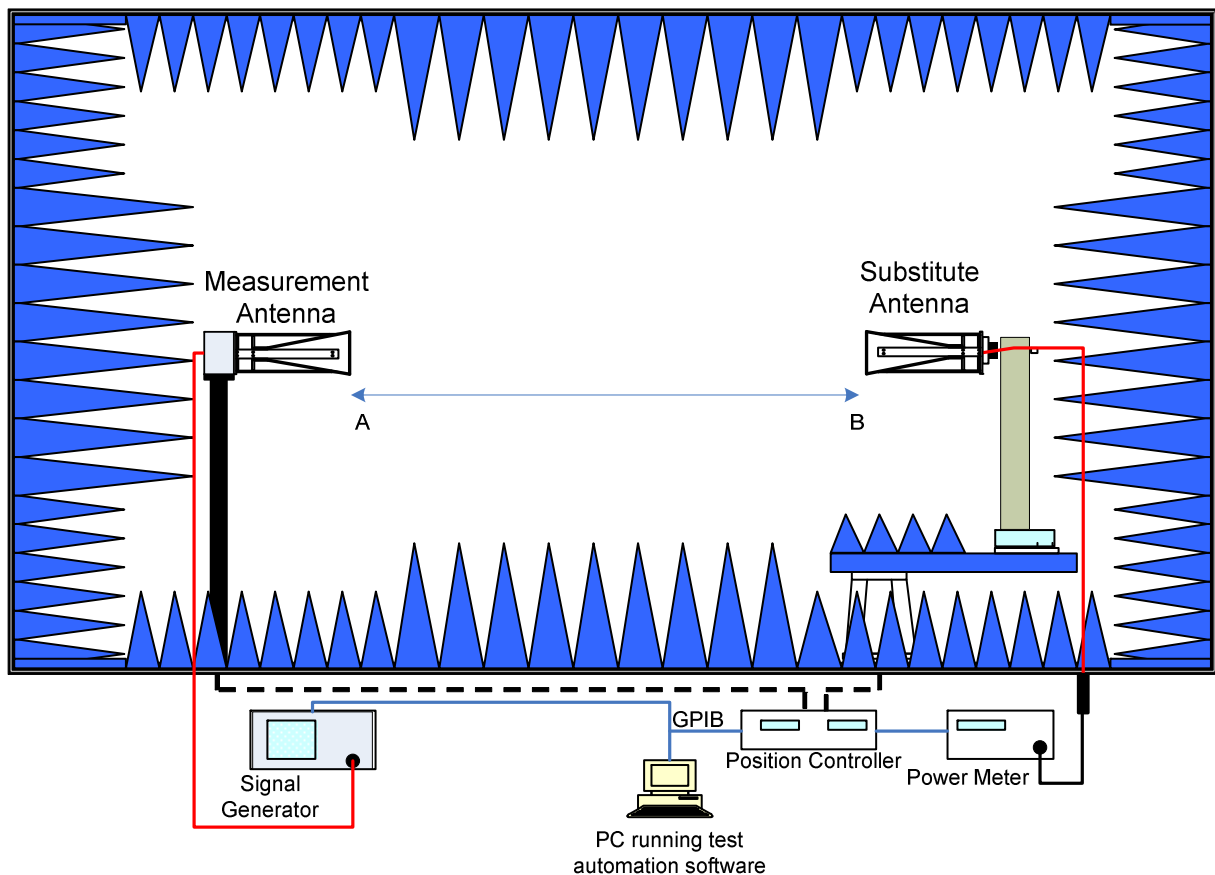 Measurement
Antenna
Substitute
Antenna
A
B
GPIB
Signal
Generator
Position Controller
Power Meter
PC running test
automation software